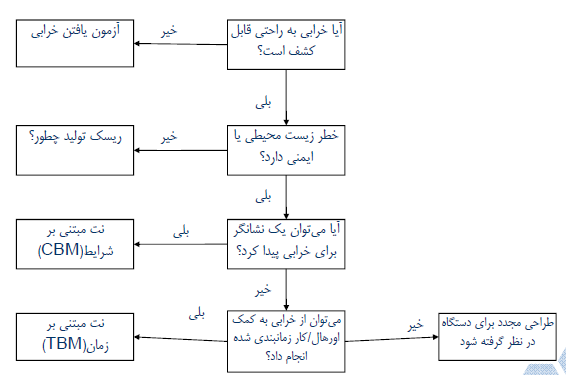 آیا خرابی به راحتی قابل
کشف است؟
خیر
آزمون یافتن خرابی
بلی
خطر زیست محیطی یا
ایمنی دارد؟
خیر
ریسک تولید چطور؟
بلی
آیا می‌توان یک نشانگر
برای خرابی پیدا کرد؟
بلی
نت مبتنی بر
شرایط(CBM)
خیر
می‌توان از خرابی به کمک
اورهال/کار زمانبندی شده
انجام داد؟
بلی
نت مبتنی بر
زمان(TBM)
خیر
طراحی مجدد برای دستگاه
در نظر گرفته شود